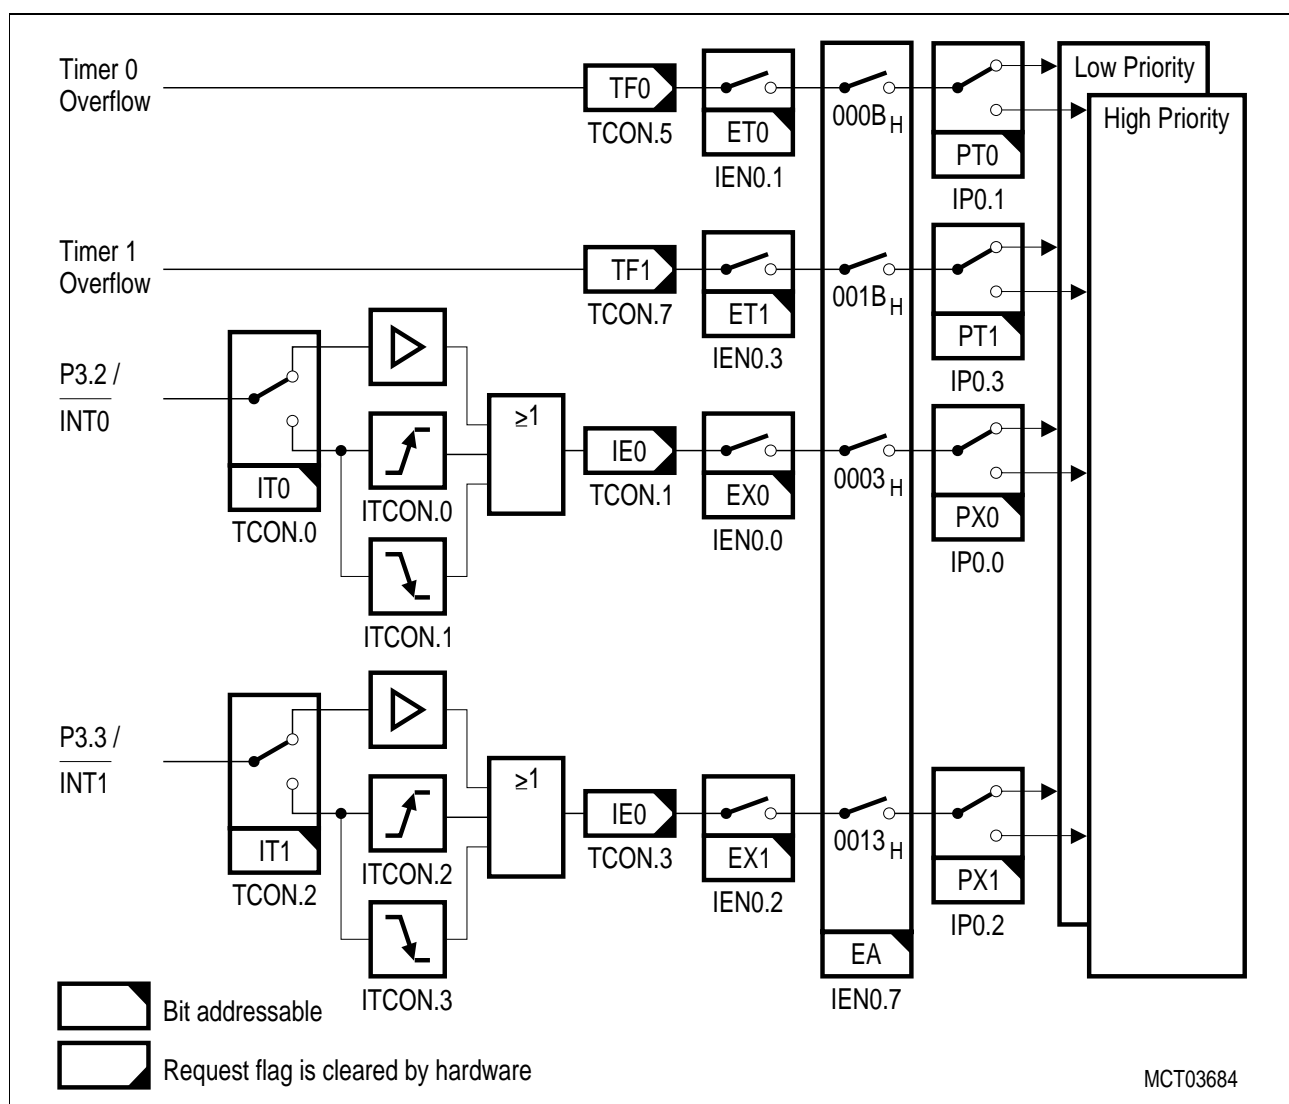 Timer 0
Overflow
TF0
TCON.5
ET0
IEN0.1
000B H
PT0
IP0.1
Low Priority
High Priority
Timer 1
Overflow
TF1
TCON.7
ET1
IEN0.3
001B H
PT1
IP0.3
P3.2 /
INT0
IT0
TCON.0
ITCON.0
ITCON.1
≥1
IE0
TCON.1
EX0
IEN0.0
0003 H
PX0
IP0.0
P3.3 /
INT1
IT1
TCON.2
ITCON.2
ITCON.3
≥1
IE0
TCON.3
EX1
IEN0.2
0013 H
PX1
IP0.2
EA
IEN0.7
Bit addressable
Request flag is cleared by hardware
MCT03684